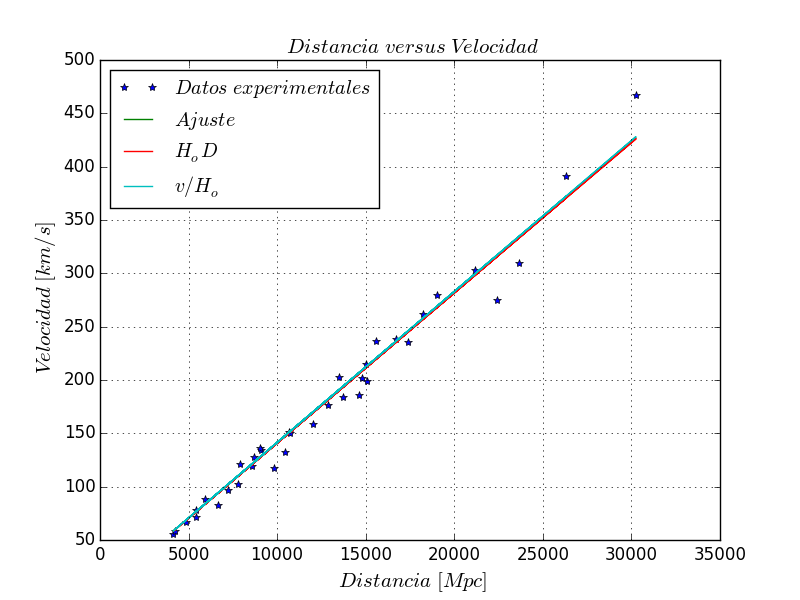 Distancia versus Velocidad
500
450
400
350
300
250
200
150
100
50
Velocidad [km/s]
Datos experimentales
Ajuste
H_o D
v/H_o
0 5000 10000 15000 20000 25000 30000 35000
Distancia [Mpc]